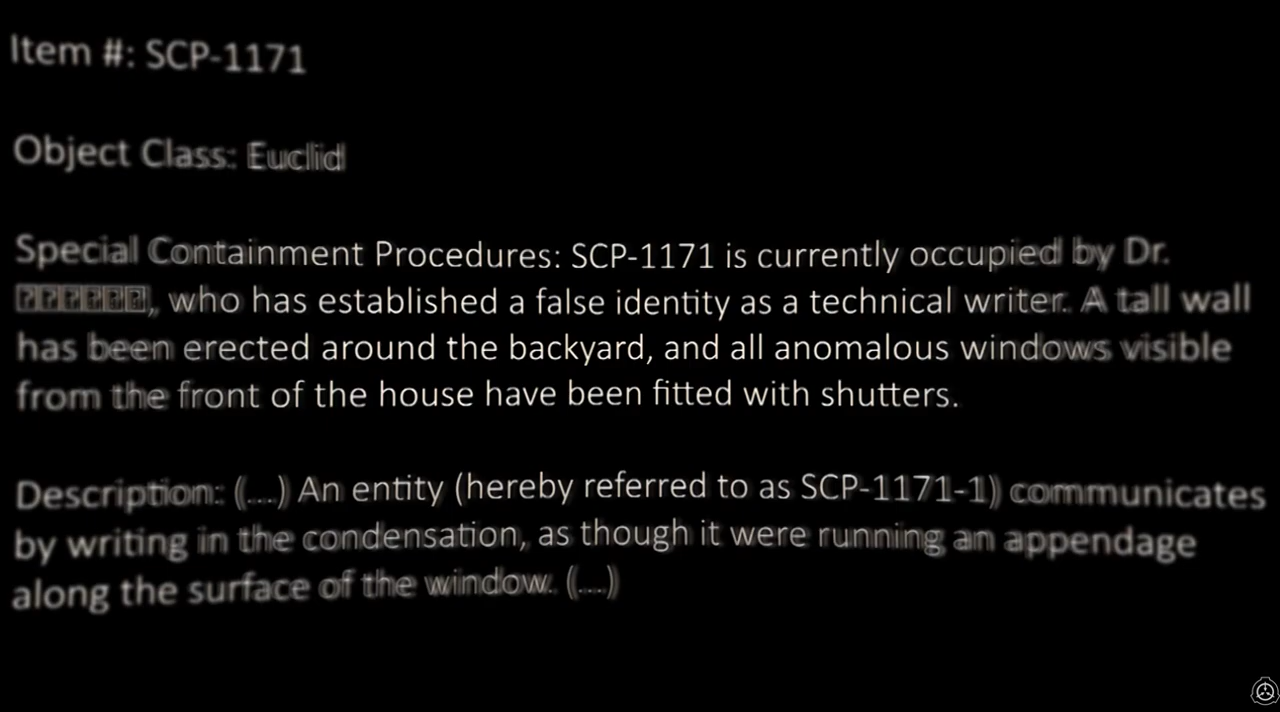 Item #: SCP-1171
Object Class: Euclid
Special Containment Procedures: SCP-1171 is currently occupied by Dr.
, who has established a false identity as a technical writer. A tall wall
has been erected around the backyard, and all anomalous windows visible
from the front of the house have been fitted with shutters.
Description: (...) An entity (hereby referred to as SCP-1171-1) communicates
by writing in the condensation, as though it were running an appendage
along the surface of the window. (...)